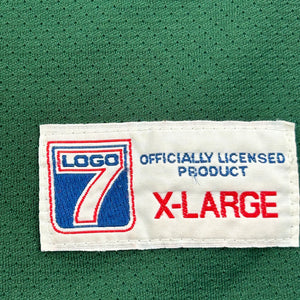 LOGO
7
OFFICIALLY LICENSED
PRODUCT
X-LARGE